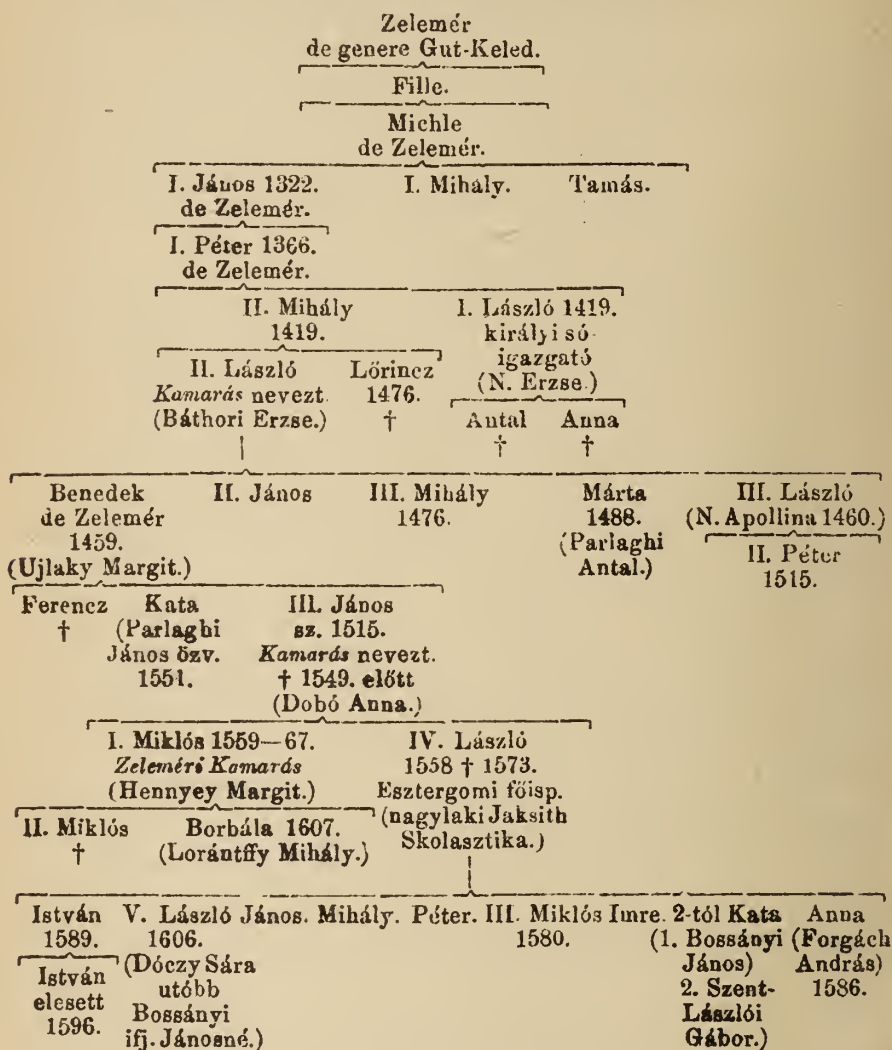 Zelemér
de genere Gut-Keled.
Fille.
Michle
de Zelemér.
I. János 1322. I. Mihály. Tamás.
de Zelemér.
I. Péter 1366.
de Zelemér.
II. Mihály I. László 1419.
1419. királyi só-
igazgató
(N. Erzse.)
II. László Lőrincz
Kamarás nevezt. 1476.
(Báthori Erzse.) †
Antal Anna
† †
Benedek II. János III. Mihály Márta III. László
de Zelemér 1476. 1488. (N. Apollina 1460.)
1459. (Parlaghi II. Péter
(Ujlaky Margit.) Antal.) 1515.
Ferencz Kata III. János
† (Parlaghi sz. 1515.
János özv. Kamarás nevezt.
1551. † 1549. előtt
(Dobó Anna.)
I. Miklós 1559—67. IV. László
Zeleméri Kamarás 1558 † 1573.
(Hennyey Margit.) Esztergomi főisp.
(nagylaki Jaksith
Skolasztika.)
II. Miklós Borbála 1607.
† (Lorántffy Mihály.)
István V. László János. Mihály. Péter. III. Miklós Imre. 2-tól Kata Anna
1589. 1606. 1580. (1. Bossányi (Forgách
István (Dóczy Sára János) András)
elesett utóbb 2. Szent- 1586.
1596. Bossányi Lászlói
ifj. Jánosné.) Gábor.)